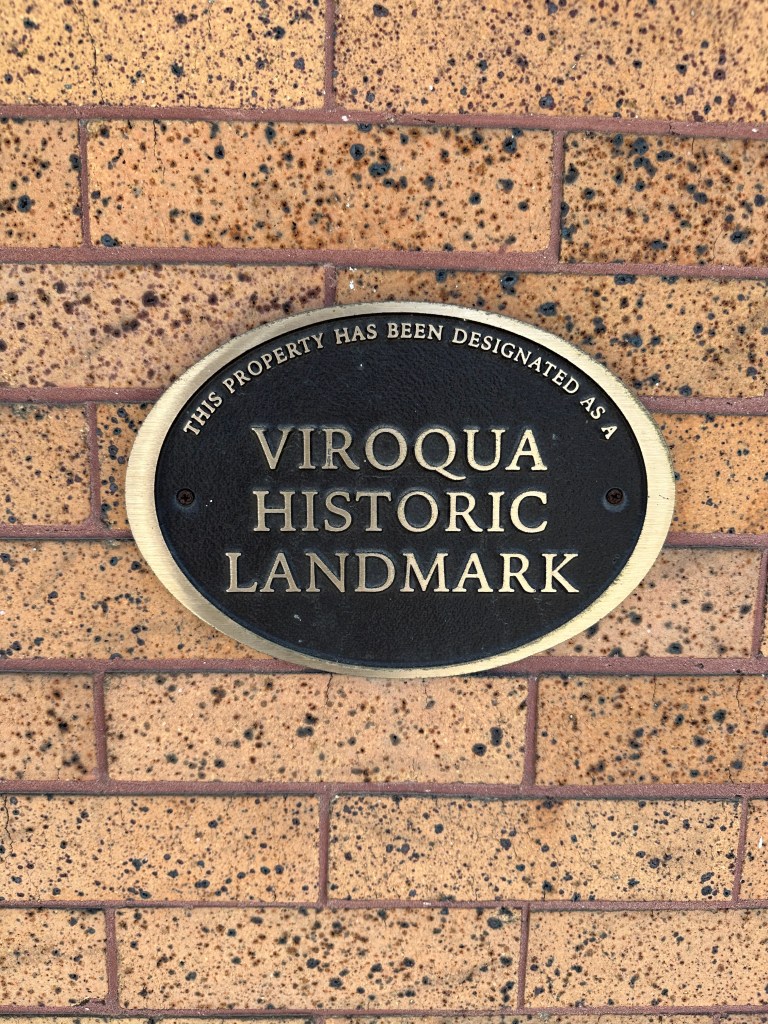 THIS PROPERTY HAS BEEN DESIGNATED AS A
VIROQUA
HISTORIC
LANDMARK